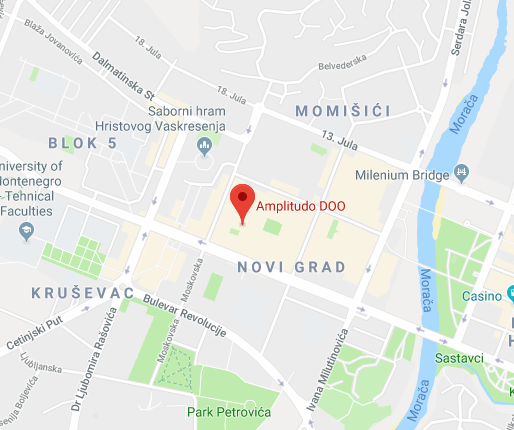 Blaža Jovanovića
18. Jula
Dalmatinska St
18. Jula
Belvederska
Serdara Jol
Morača
MOMIŠIĆI
Saborni hram
Hristovog Vaskresenja
13. Jula
BLOK 5
University of
Montenegro
- Tehnical
Faculties
Milenium Bridge
Amplitudo DOO
Moskovska
NOVI GRAD
Morača
KRUŠEVAC
Bulevar Revolucije
Casino
Cetinjski Put
Moskovska
Dr Ljubomira Rašovića
Ivana Milutinovića
Sastavci
Ljubljanska
Park Petrovića
Morača